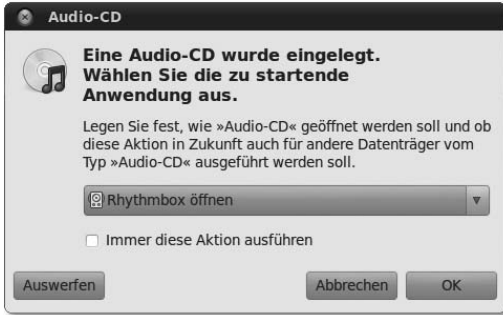 Audio-CD
Eine Audio-CD wurde eingelegt.
Wählen Sie die zu startende
Anwendung aus.
Legen Sie fest, wie »Audio-CD« geöffnet werden soll und ob
diese Aktion in Zukunft auch für andere Datenträger vom
Typ »Audio-CD« ausgeführt werden soll.
Rhythmbox öffnen
Immer diese Aktion ausführen
Auswerfen Abbrechen OK